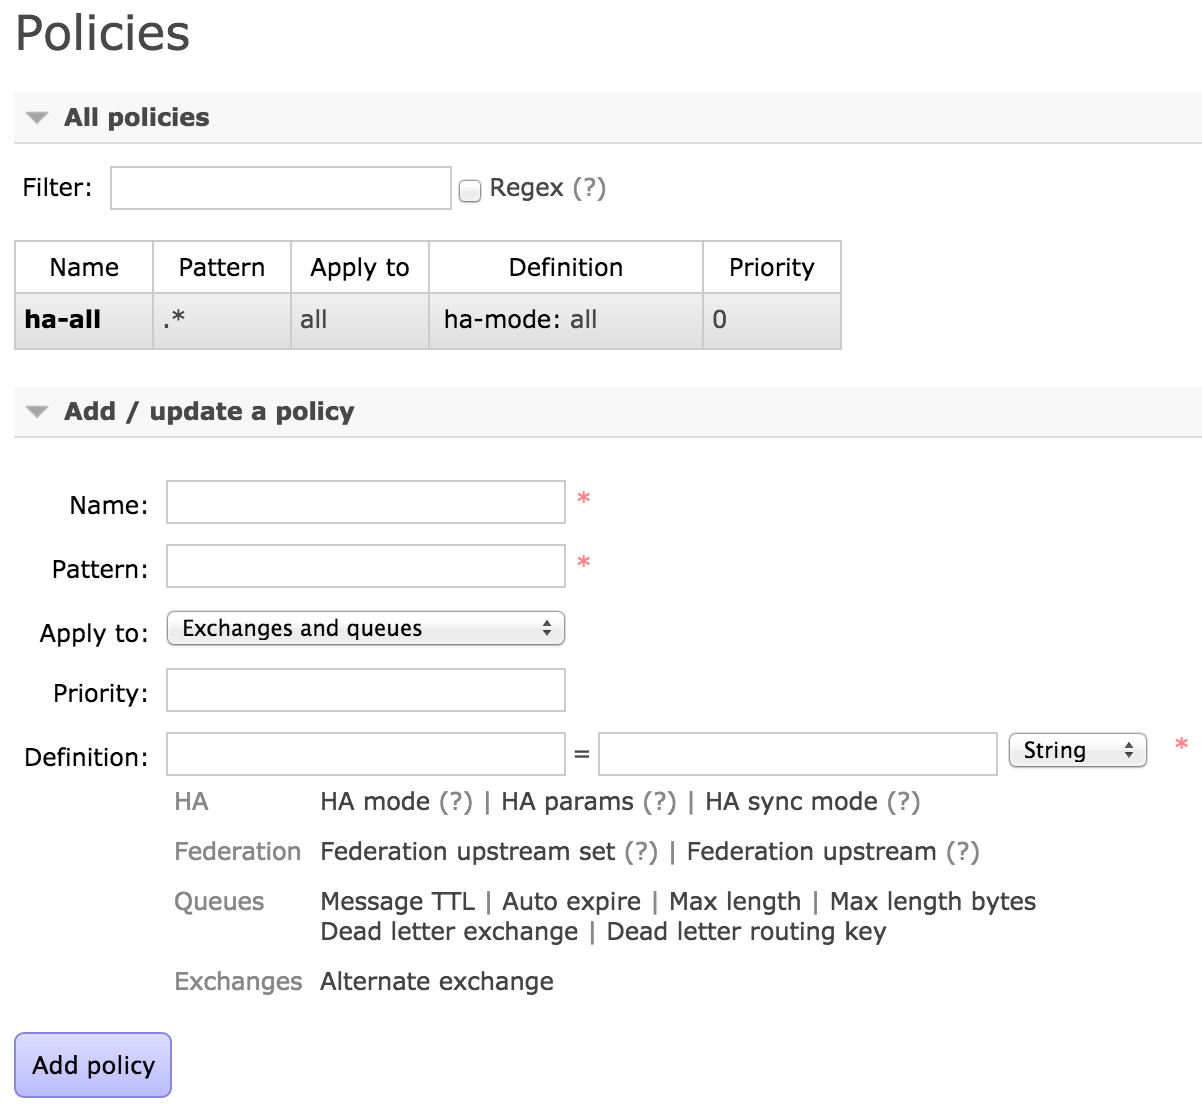 Policies
All policies
Filter: Regex (?)
Name Pattern Apply to Definition Priority
ha-all .* all ha-mode: all 0
Add / update a policy
Name: *
Pattern: *
Apply to: Exchanges and queues
Priority:
Definition: = String *
HA HA mode (?) | HA params (?) | HA sync mode (?)
Federation Federation upstream set (?) | Federation upstream (?)
Queues Message TTL | Auto expire | Max length | Max length bytes
Dead letter exchange | Dead letter routing key
Exchanges Alternate exchange
Add policy